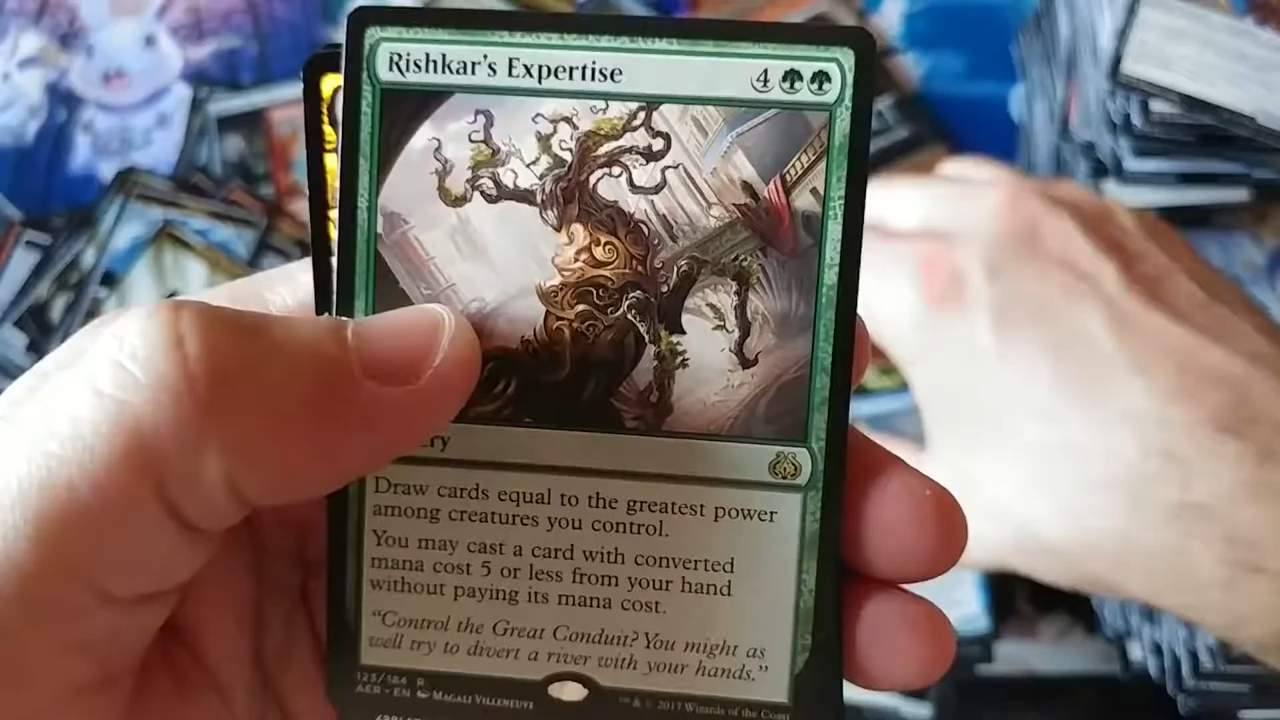 Rishkar's Expertise 4
ry
Draw cards equal to the greatest power
among creatures you control.
You may cast a card with converted
mana cost 5 or less from your hand
without paying its mana cost.
“Control the Great Conduit? You might as
well try to divert a river with your hands.”
123/184 R
AER • EN MAGALI VILLENEUVE
™ & © 2017 Wizards of the Coast